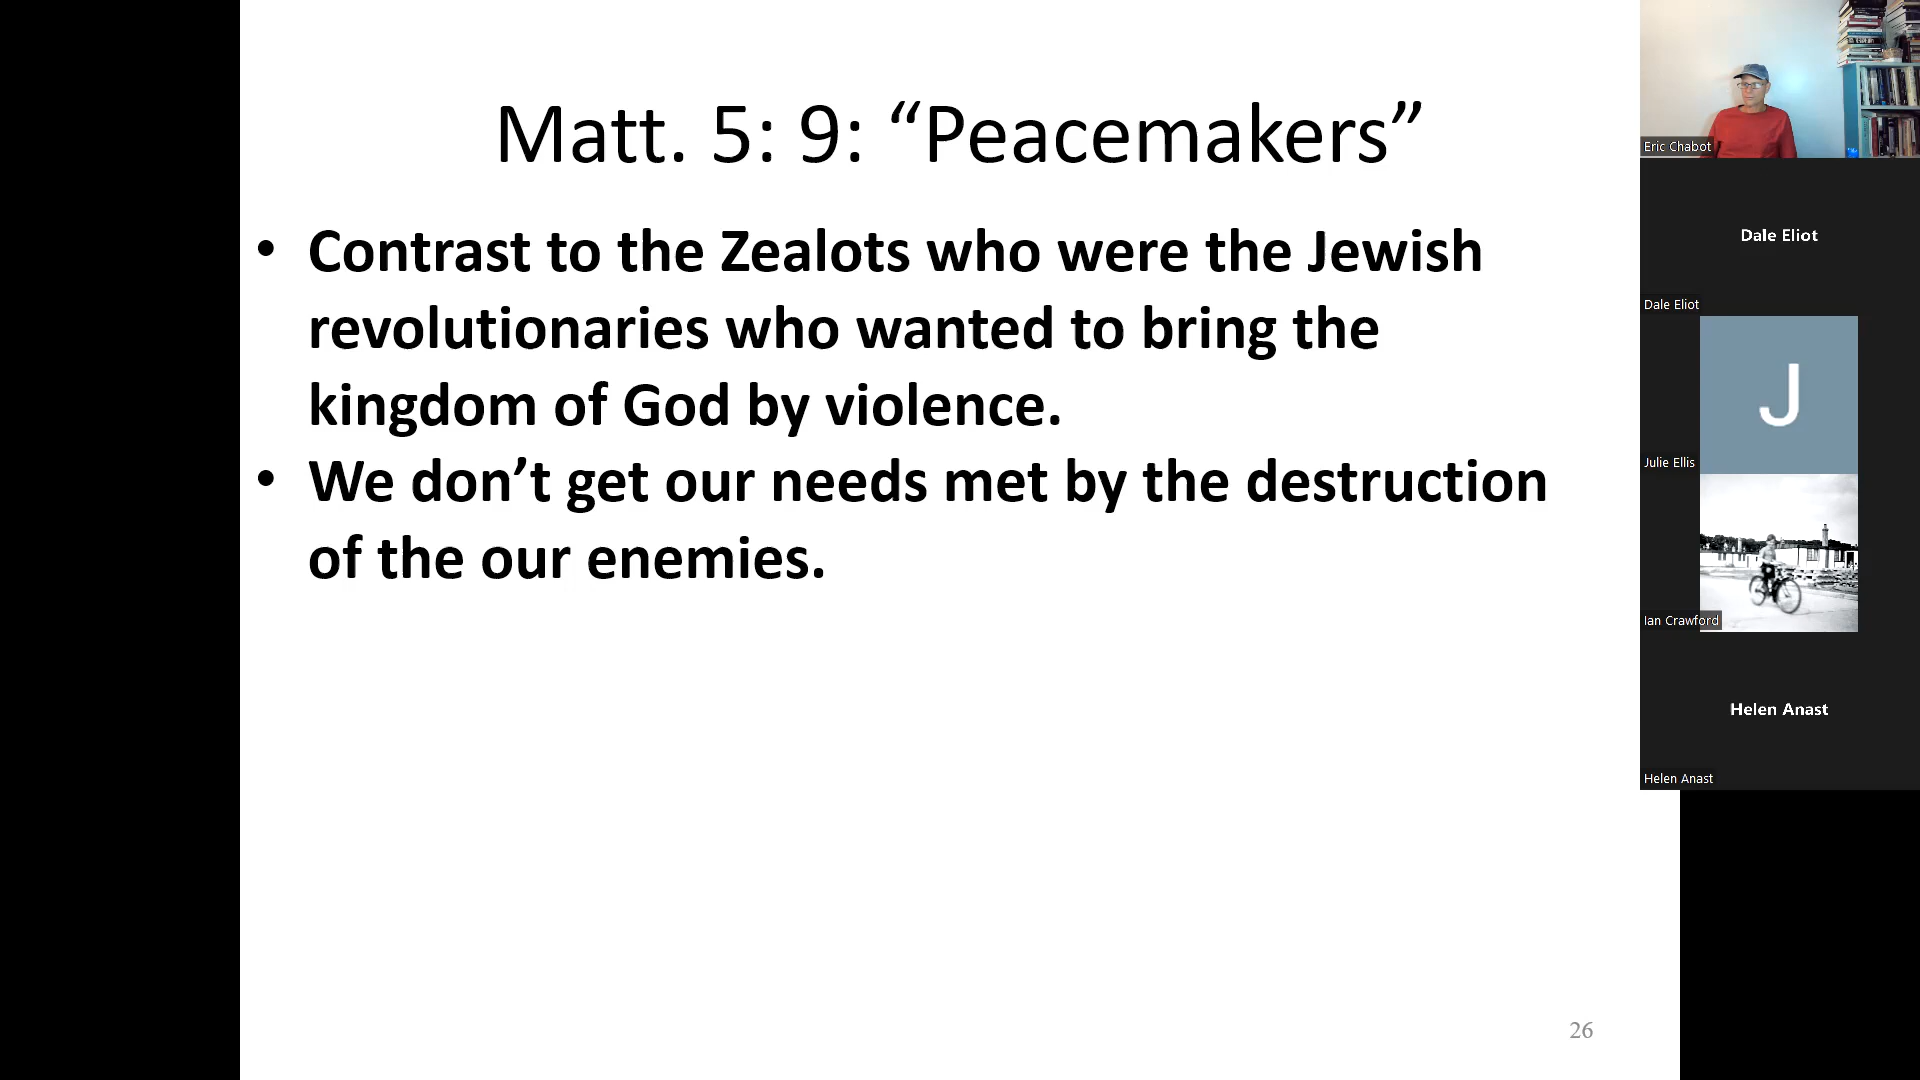 Matt. 5: 9: “Peacemakers”
• Contrast to the Zealots who were the Jewish
revolutionaries who wanted to bring the
kingdom of God by violence.
• We don’t get our needs met by the destruction
of the our enemies.
26
Eric Chabot
Dale Eliot
Dale Eliot
J
Julie Ellis
Ian Crawford
Helen Anast
Helen Anast